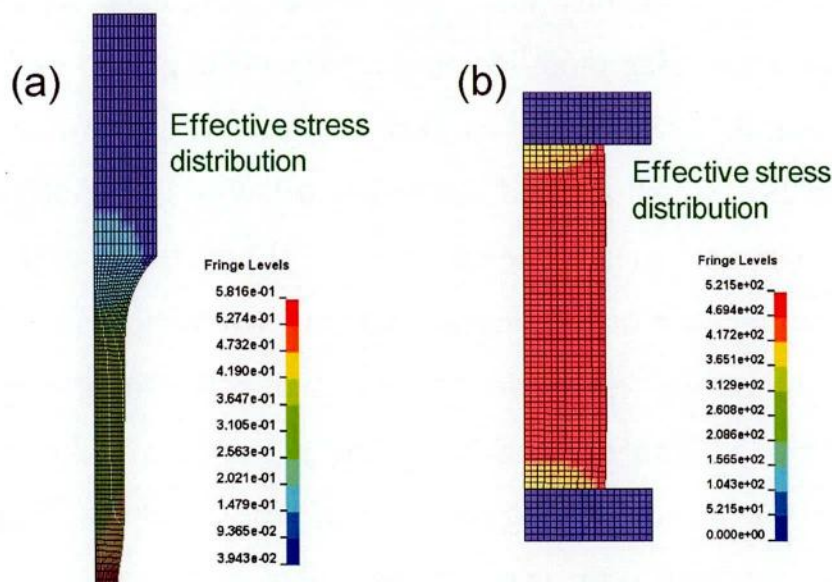 (a)
Effective stress
distribution
Fringe Levels
5.816e-01
5.274e-01
4.732e-01
4.190e-01
3.647e-01
3.105e-01
2.563e-01
2.021e-01
1.479e-01
9.365e-02
3.943e-02
(b)
Effective stress
distribution
Fringe Levels
5.215e+02
4.694e+02
4.172e+02
3.651e+02
3.129e+02
2.608e+02
2.086e+02
1.565e+02
1.043e+02
5.215e+01
0.000e+00